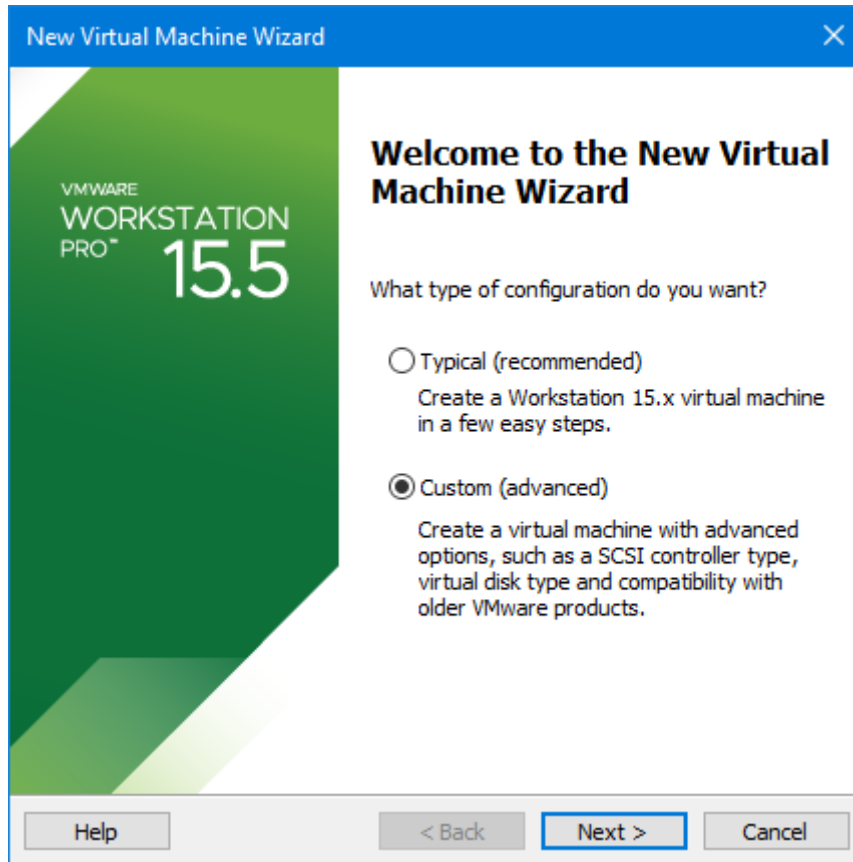 New Virtual Machine Wizard
VMWARE
WORKSTATION
PRO™ 15.5
Welcome to the New Virtual
Machine Wizard
What type of configuration do you want?
Typical (recommended)
Create a Workstation 15.x virtual machine
in a few easy steps.
Custom (advanced)
Create a virtual machine with advanced
options, such as a SCSI controller type,
virtual disk type and compatibility with
older VMware products.
Help < Back Next > Cancel